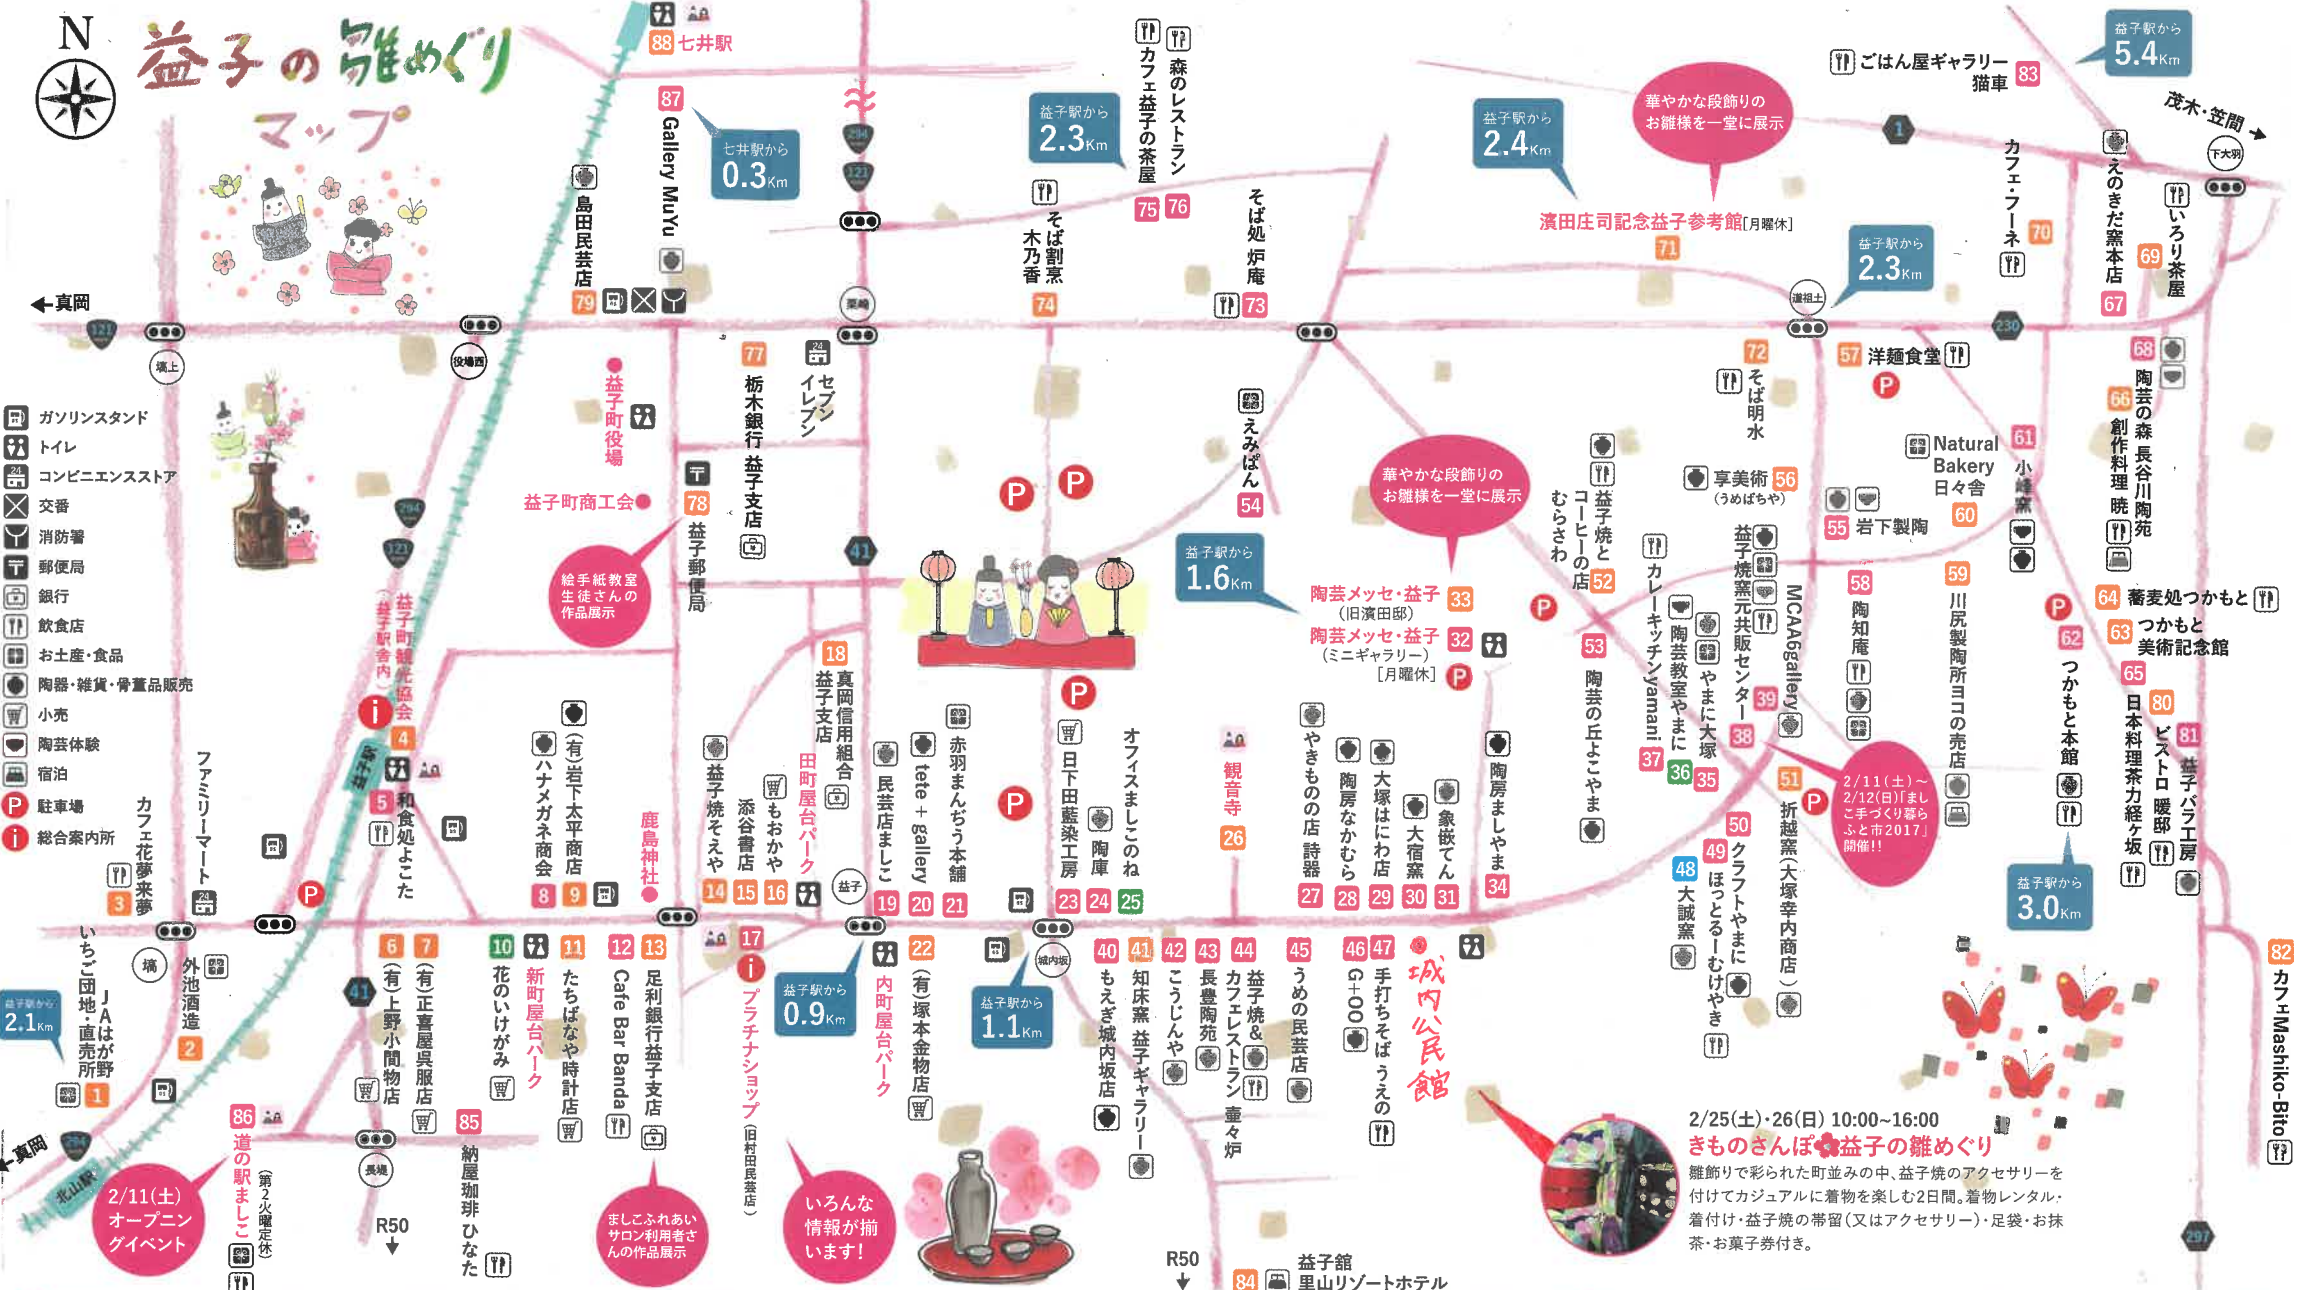 N
益子の雛めぐり
マップ
88 七井駅
87 Gallery MuYu
七井駅から
0.3Km
島田民芸店
79
294
121
益子駅から
2.3Km
カフェ益子の茶屋
75
森のレストラン
76
そば割烹
木乃香
74
そば処 炉庵
73
益子駅から
2.4Km
華やかな段飾りの
お雛様を一堂に展示
濱田庄司記念益子参考館[月曜休]
71
ごはん屋ギャラリー
猫車
83
益子駅から
5.4Km
茂木・笠間
下大羽
1
カフェ・フーネ
70
えのきだ窯本店
67
いろり茶屋
69
益子駅から
2.3Km
道祖土
230
←真岡
121
塙上
役場西
栗崎
ガソリンスタンド
トイレ
24
コンビニエンスストア
交番
消防署
郵便局
銀行
飲食店
お土産・食品
陶器・雑貨・骨董品販売
小売
陶芸体験
宿泊
P
駐車場
i
総合案内所
益子町役場
益子町商工会
77
栃木銀行 益子支店
24
セブン
イレブン
78
益子郵便局
絵手紙教室
生徒さんの
作品展示
294
121
41
P
P
えみぱん
54
華やかな段飾りの
お雛様を一堂に展示
益子駅から
1.6Km
陶芸メッセ・益子 33
(旧濱田邸)
陶芸メッセ・益子 32
(ミニギャラリー)
[月曜休] P
72
そば明水
57 洋麺食堂
P
享美術 56
(うめぱちや)
55 岩下製陶
Natural
Bakery
日々舎
60
61
小峰窯
68
陶芸の森 長谷川陶苑
66
創作料理 暁
益子焼と
コーヒーの店
むらさわ
52
P
53
陶芸の丘よこやま
カレーキッチンyamani
37
陶芸教室やまに
36
やまに大塚
35
益子焼窯元共販センター
38
MCAA6gallery
39
58
陶知庵
59
川尻製陶所ヨコの売店
P
62
つかもと本館
64 蕎麦処つかもと
63 つかもと
美術記念館
65
日本料理茶力経ヶ坂
80
ビストロ 暖邸
81
益子バラ工房
益子町観光協会
(益子駅舎内)
i
4
益子駅
5
和食処よこた
P
カフェ花夢来夢
3
ファミリーマート
24
ハナメガネ商会
8
(有)岩下太平商店
9
鹿島神社
益子焼そえや
14
添谷書店
15
もおかや
16
田町屋台パーク
18
真岡信用組合
益子支店
益子
民芸店ましこ
19
tete + gallery
20
赤羽まんぢう本舗
21
P
P
日下田藍染工房
23
陶庫
24
オフィスましこのね
25
観音寺
26
やきものの店 詩器
27
陶房なかむら
28
大塚はにわ店
29
大宿窯
30
象嵌てん
31
陶房ましやま
34
48
大誠窯
49
ほっとるーむけやき
50
クラフトやまに
51
P
折越窯(大塚幸内商店)
2/11(土)～
2/12(日)「まし
こ手づくり暮ら
ふと市2017」
開催!!
益子駅から
3.0Km
82
カフェMashiko-Bito
297
塙
いちご団地・直売所
JAはが野
1
益子駅から
2.1Km
外池酒造
2
294
←真岡
北山駅
2/11(土)
オープニン
グイベント
86
道の駅ましこ
(第2火曜定休)
41
6
(有)上野小間物店
7
(有)正喜屋呉服店
長堤
R50
85
納屋珈琲 ひなた
10
花のいけがみ
新町屋台パーク
11
たちばなや時計店
12
Cafe Bar Banda
13
足利銀行益子支店
ましこふれあい
サロン利用者さ
んの作品展示
17
i
プラチナショップ(旧村田民芸店)
いろんな
情報が揃
います!
益子駅から
0.9Km
内町屋台パーク
22
(有)塚本金物店
益子駅から
1.1Km
城内坂
40
もえぎ城内坂店
41
知床窯 益子ギャラリー
42
こうじんや
43
長豊陶苑
44
益子焼&
カフェレストラン 壷々炉
45
うめの民芸店
46
G+OO
47
手打ちそば うえの
城内公民館
R50
84
益子舘
里山リゾートホテル
2/25(土)・26(日) 10:00~16:00
きものさんぽ 益子の雛めぐり
雛飾りで彩られた町並みの中、益子焼のアクセサリーを
付けてカジュアルに着物を楽しむ2日間。着物レンタル・
着付け・益子焼の帯留(又はアクセサリー)・足袋・お抹
茶・お菓子券付き。